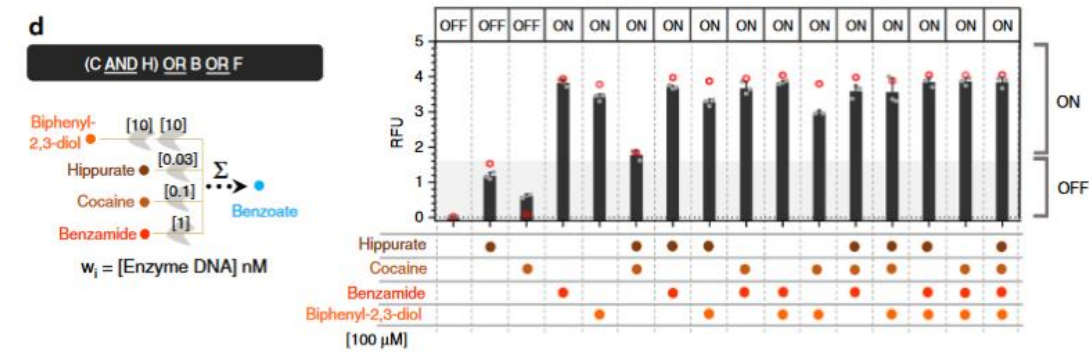 d
(C AND H) OR B OR F
Biphenyl-
2,3-diol
[10] [10]
Hippurate
[0.03]
Cocaine
[0.1]
Benzamide
[1]
Σ
Benzoate
wi = [Enzyme DNA] nM
OFF OFF OFF ON ON ON ON ON ON ON ON ON ON ON ON ON
5
4
3
2
1
0
RFU
ON
OFF
Hippurate
Cocaine
Benzamide
Biphenyl-2,3-diol
[100 µM]